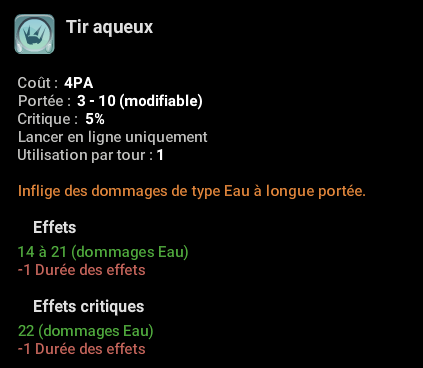 Tir aqueux
Coût : 4PA
Portée : 3 - 10 (modifiable)
Critique : 5%
Lancer en ligne uniquement
Utilisation par tour : 1
Inflige des dommages de type Eau à longue portée.
Effets
14 à 21 (dommages Eau)
-1 Durée des effets
Effets critiques
22 (dommages Eau)
-1 Durée des effets